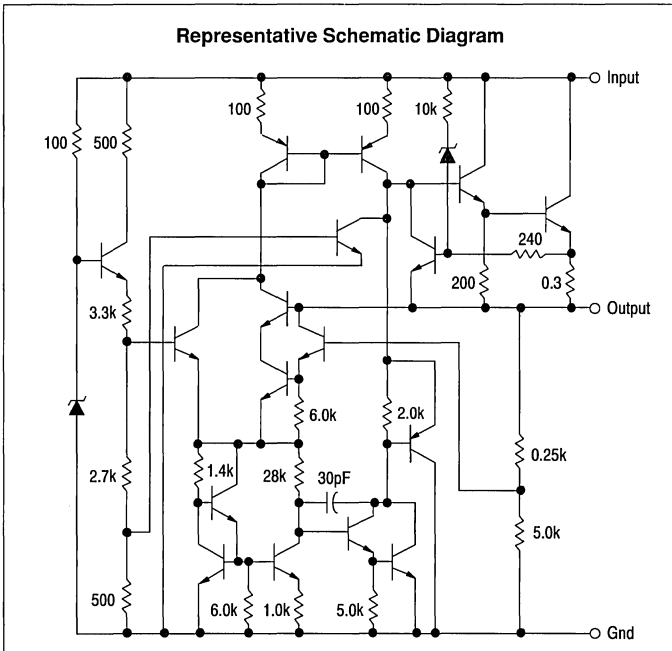 Representative Schematic Diagram
Input
100 100 10k
100 500
240
200 0.3
3.3k Output
6.0k 2.0k
0.25k
1.4k 28k 30pF
2.7k
5.0k
500 6.0k 1.0k 5.0k
Gnd